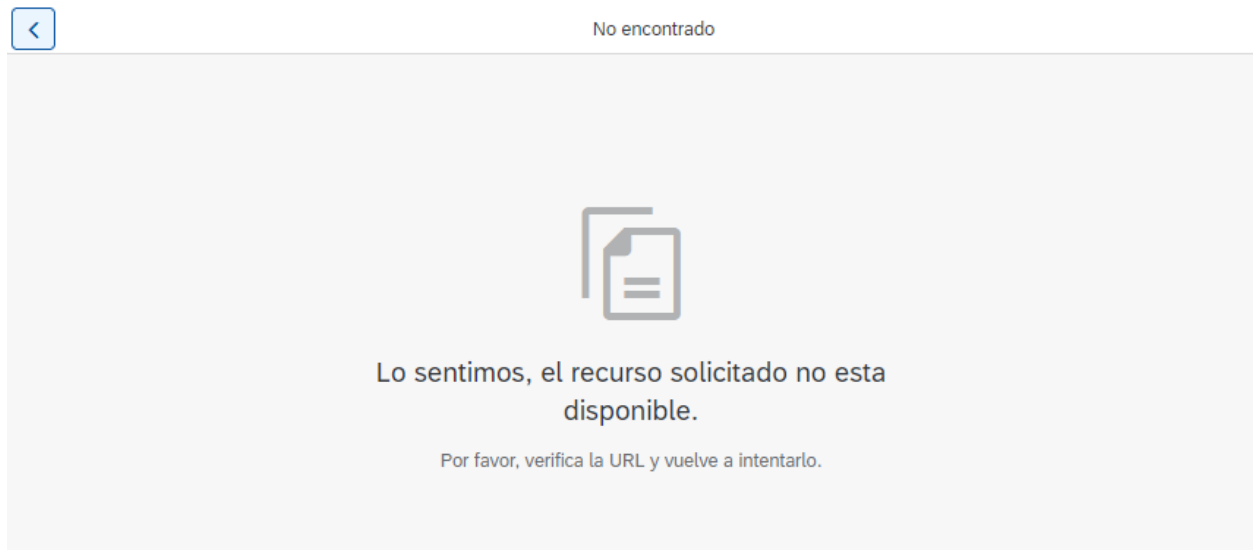 No encontrado
Lo sentimos, el recurso solicitado no esta
disponible.
Por favor, verifica la URL y vuelve a intentarlo.